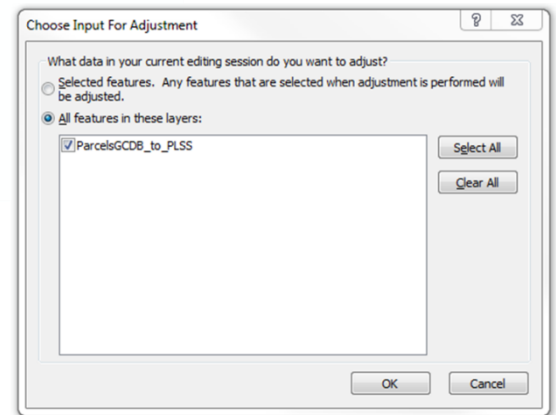 Choose Input For Adjustment
What data in your current editing session do you want to adjust?
Selected features. Any features that are selected when adjustment is performed will
be adjusted.
All features in these layers:
ParcelsGCDB_to_PLSS
Select All
Clear All
OK
Cancel